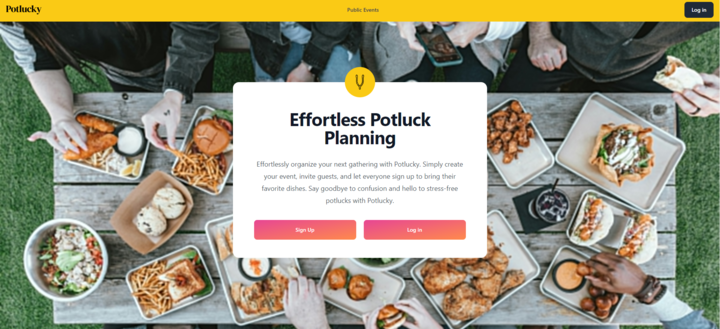 Potlucky
Public Events
Log in
Effortless Potluck
Planning
Effortlessly organize your next gathering with Potlucky. Simply create
your event, invite guests, and let everyone sign up to bring their
favorite dishes. Say goodbye to confusion and hello to stress-free
potlucks with Potlucky.
Sign Up
Log in